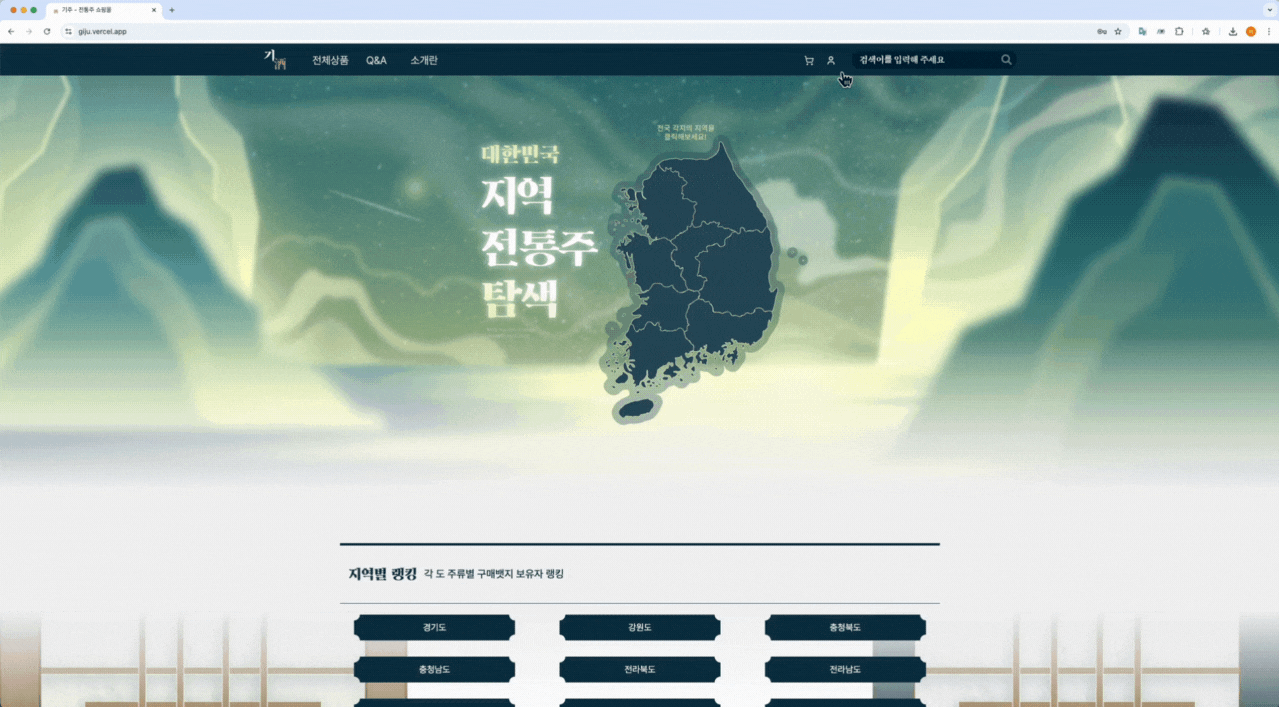 기주 - 전통주 쇼핑몰
giju.vercel.app
기酒
전체상품 Q&A 소개란
검색어를 입력해 주세요
전국 각지의 지역을
클릭해보세요!
대한민국
지역
전통주
탐색
지역별 랭킹 각 도 주류별 구매뱃지 보유자 랭킹
경기도 강원도 충청북도
충청남도 전라북도 전라남도